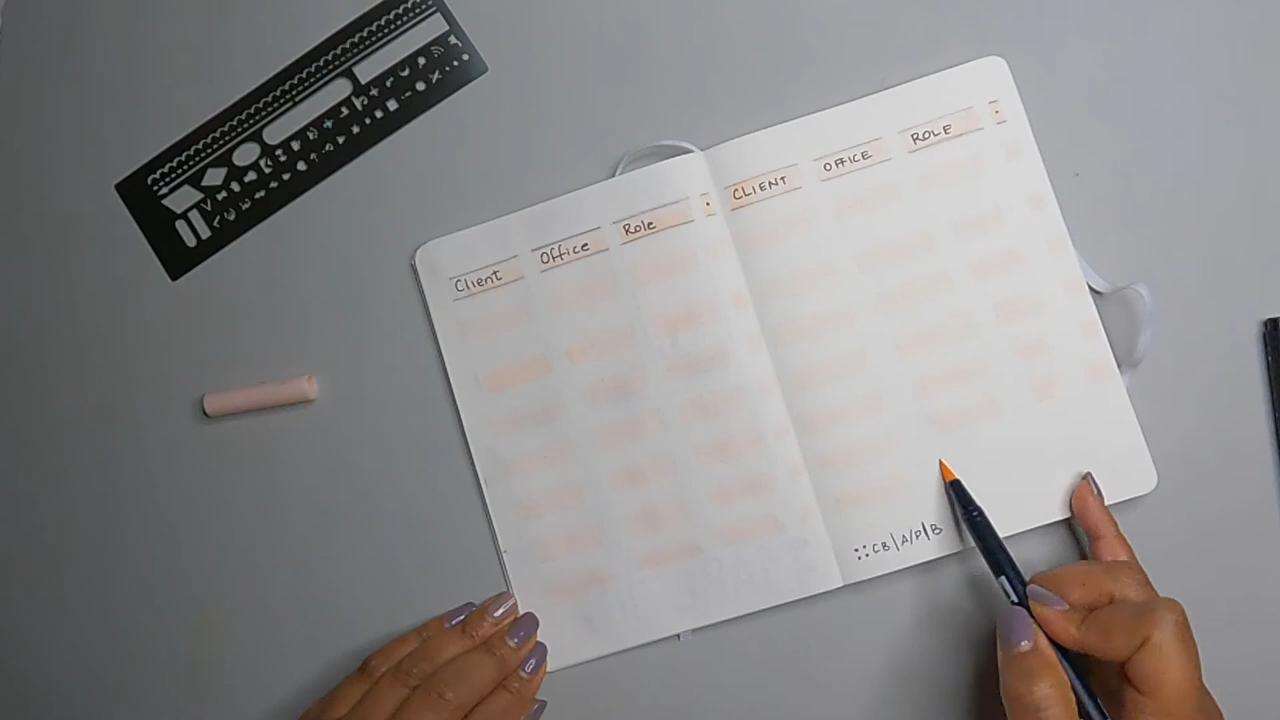 Client Office Role •
CLIENT OFFICE ROLE •
:: CB\A/P|B